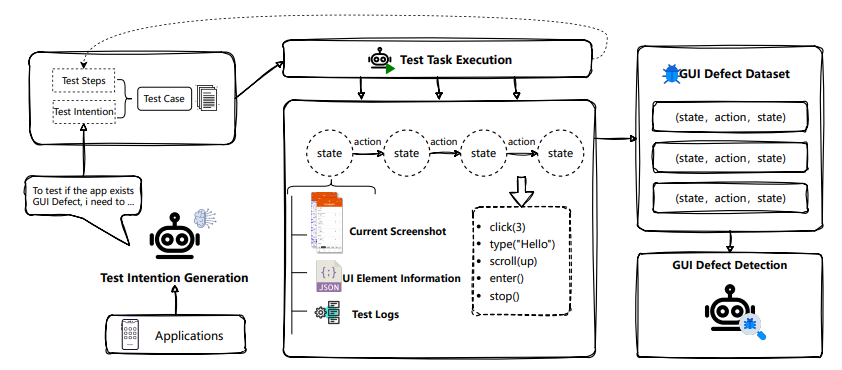 Test Steps
Test Intention
Test Case
To test if the app exists
GUI Defect, i need to ...
Test Intention Generation
Applications
Test Task Execution
state
action
state
action
state
action
state
Current Screenshot
{:}
JSON
UI Element Information
Test Logs
• click(3)
• type("Hello")
• scroll(up)
• enter()
• stop()
GUI Defect Dataset
(state, action, state)
(state, action, state)
(state, action, state)
GUI Defect Detection